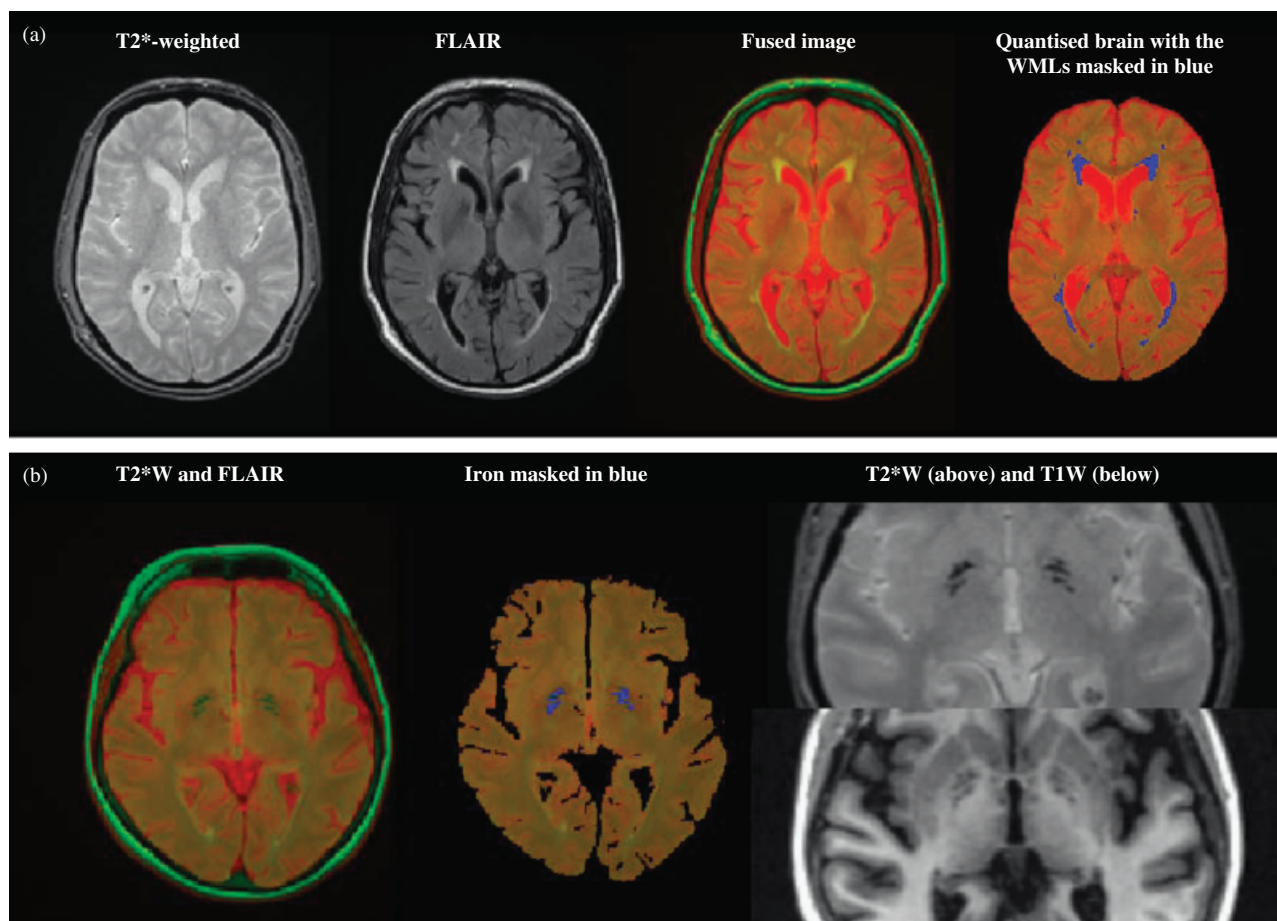 (a)
T2*-weighted
FLAIR
Fused image
Quantised brain with the
WMLs masked in blue
(b)
T2*W and FLAIR
Iron masked in blue
T2*W (above) and T1W (below)